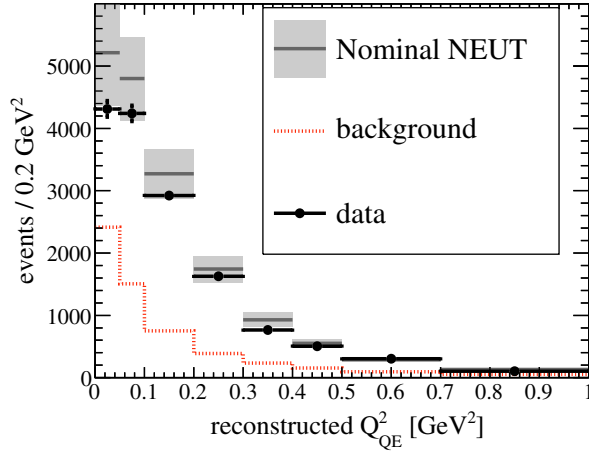 Nominal NEUT
background
data
events / 0.2 GeV²
5000
4000
3000
2000
1000
0
0 0.1 0.2 0.3 0.4 0.5 0.6 0.7 0.8 0.9 1
reconstructed Q²QE [GeV²]